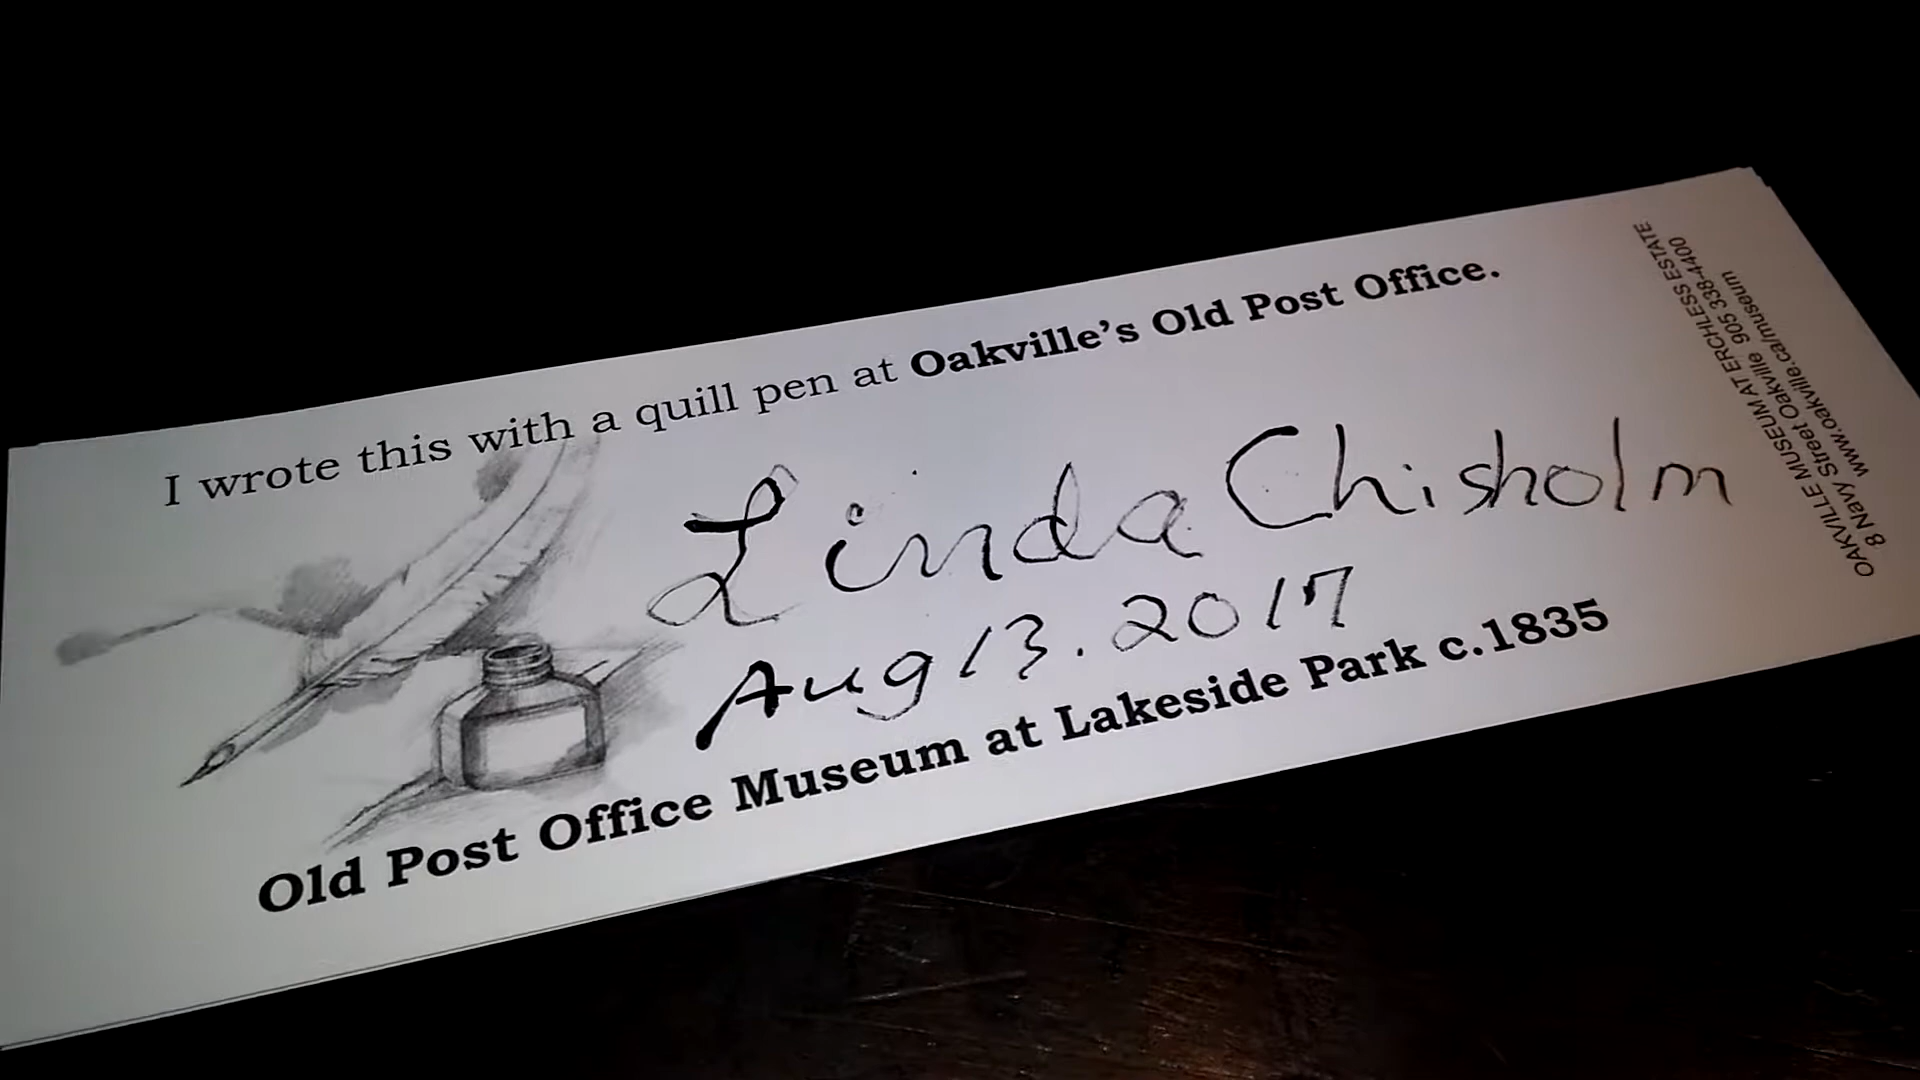 I wrote this with a quill pen at Oakville's Old Post Office.
Linda Chisholm
Aug 13. 2017
Old Post Office Museum at Lakeside Park c.1835
OAKVILLE MUSEUM AT ERCHLESS ESTATE
8 Navy Street Oakville 905 338-4400
www.oakville.ca/museum